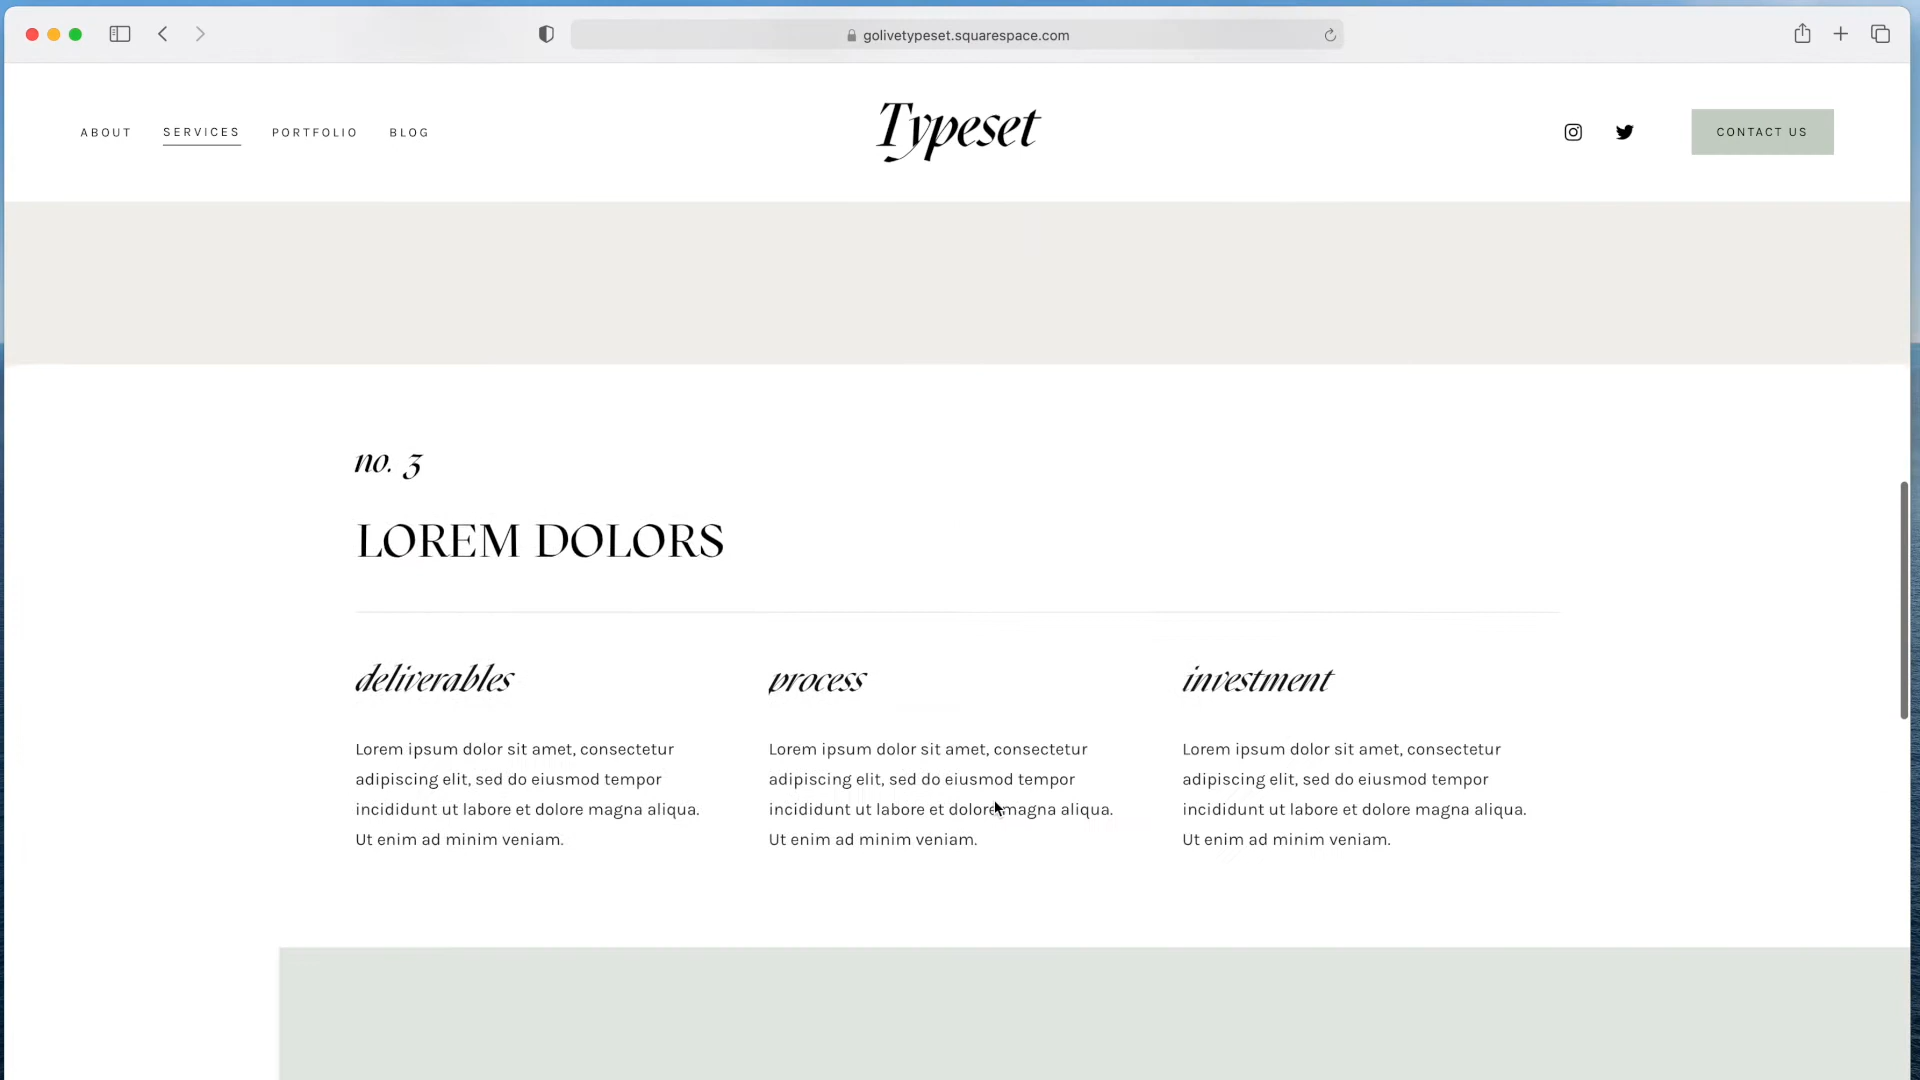 golivetypeset.squarespace.com
ABOUT SERVICES PORTFOLIO BLOG
Typeset
CONTACT US
no. 3
LOREM DOLORS
deliverables
Lorem ipsum dolor sit amet, consectetur
adipiscing elit, sed do eiusmod tempor
incididunt ut labore et dolore magna aliqua.
Ut enim ad minim veniam.
process
Lorem ipsum dolor sit amet, consectetur
adipiscing elit, sed do eiusmod tempor
incididunt ut labore et dolore magna aliqua.
Ut enim ad minim veniam.
investment
Lorem ipsum dolor sit amet, consectetur
adipiscing elit, sed do eiusmod tempor
incididunt ut labore et dolore magna aliqua.
Ut enim ad minim veniam.